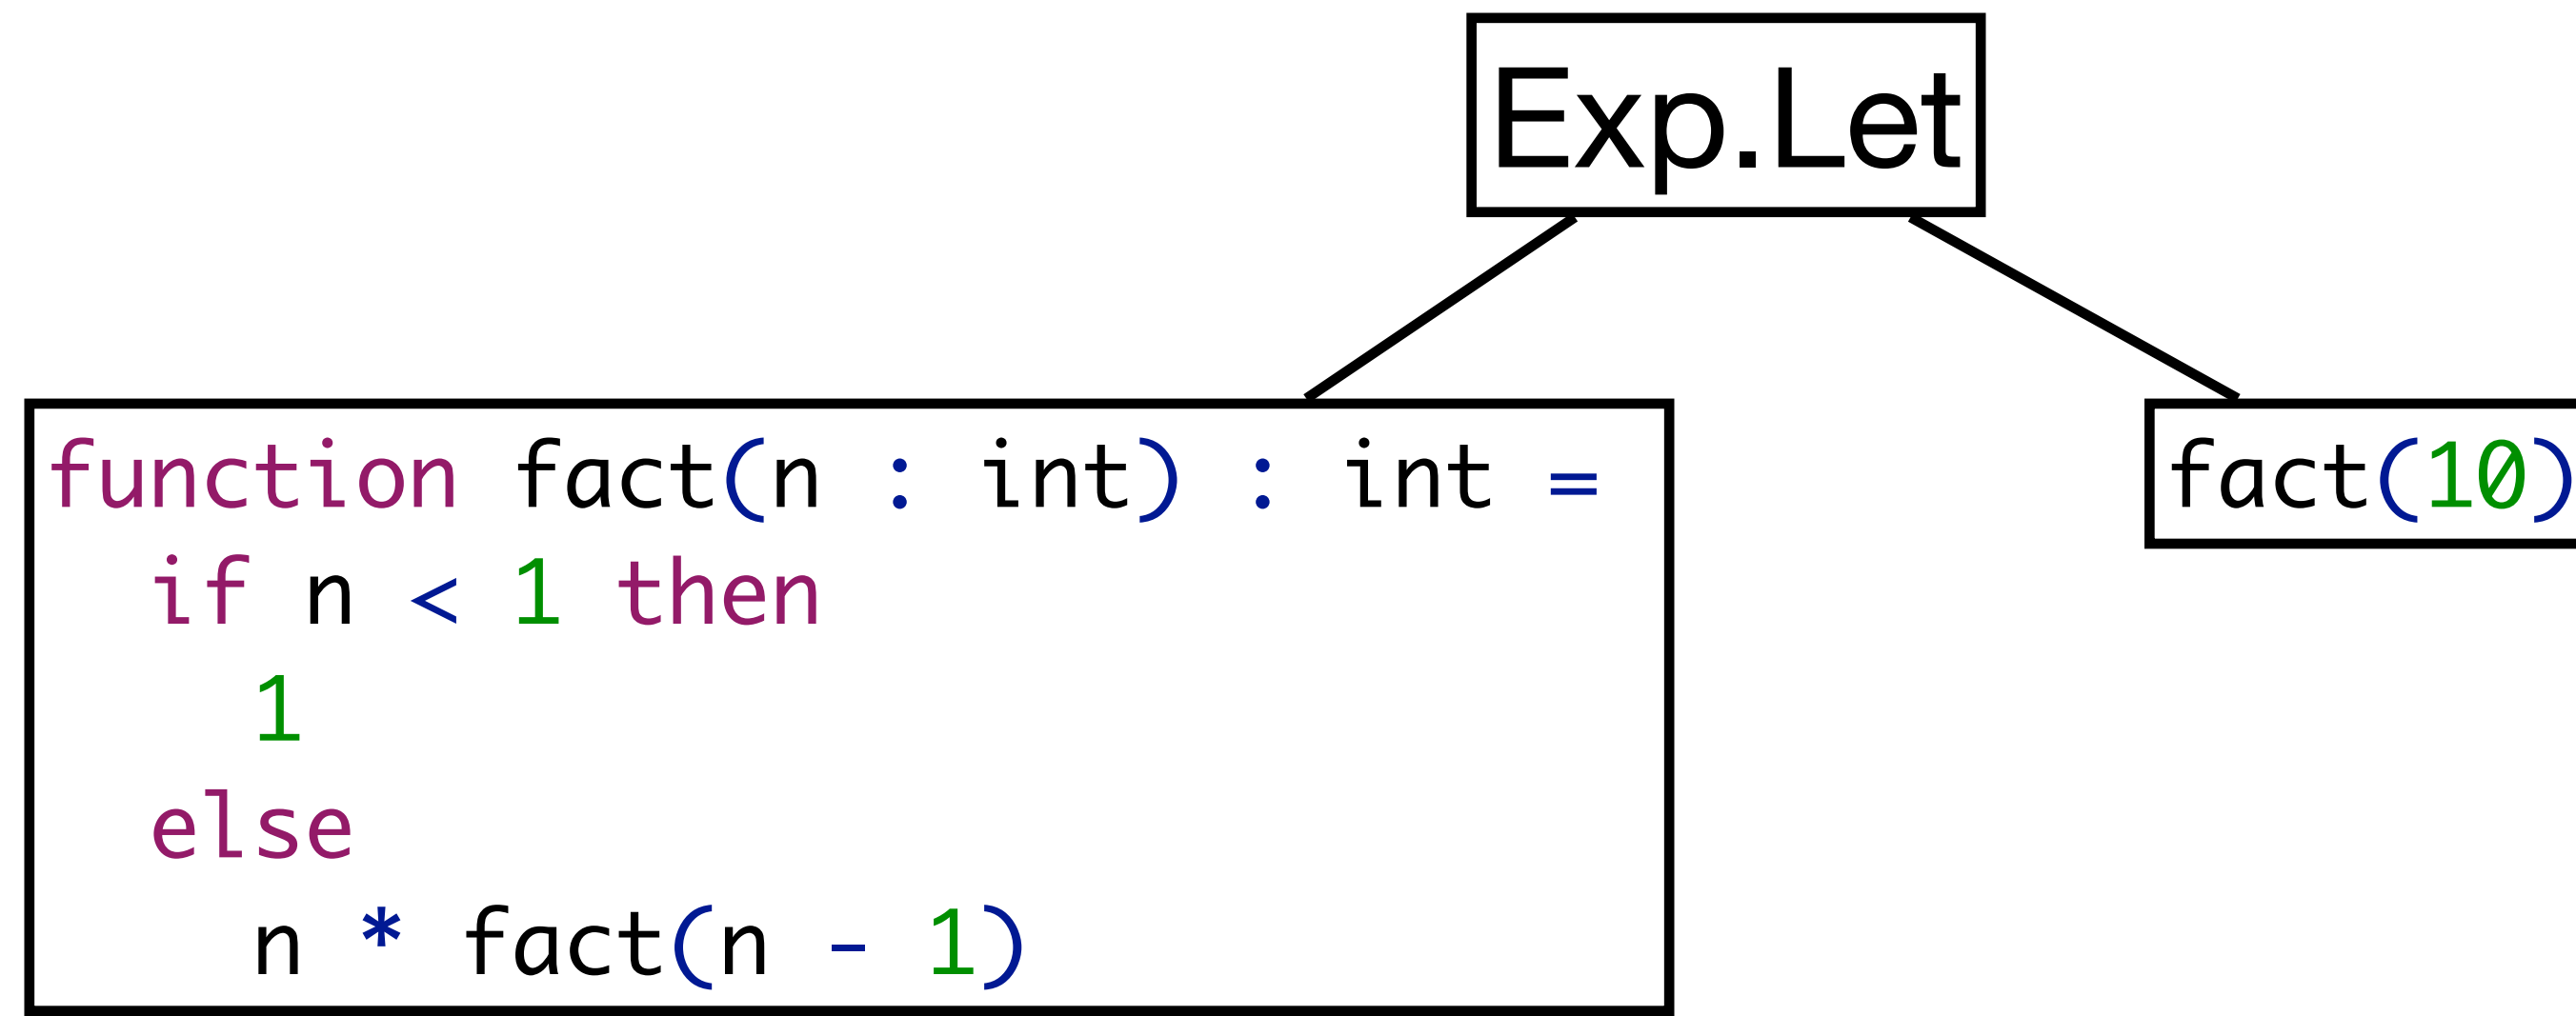 Exp.Let
function fact(n : int) : int =
  if n < 1 then
    1
  else
    n * fact(n - 1)
fact(10)